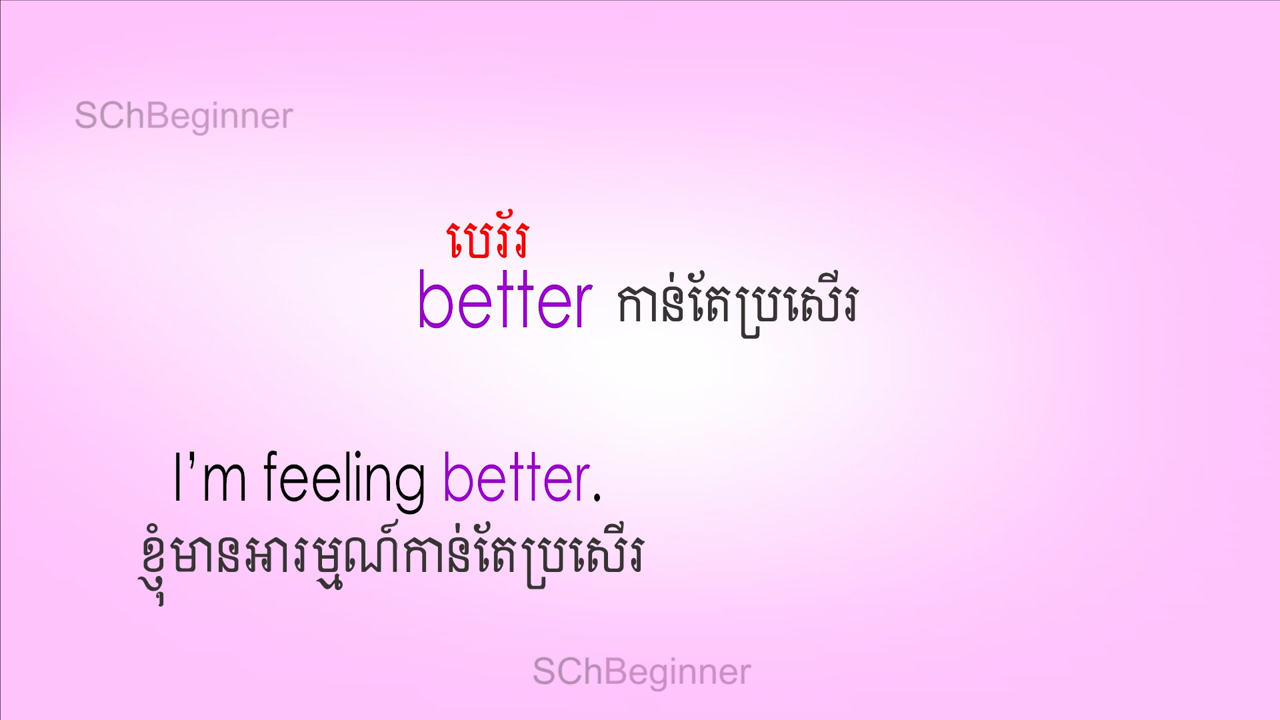 SChBeginner
បេរ័រ
better កាន់តែប្រសើរ
I'm feeling better.
ខ្ញុំមានអារម្មណ៍កាន់តែប្រសើរ
SChBeginner